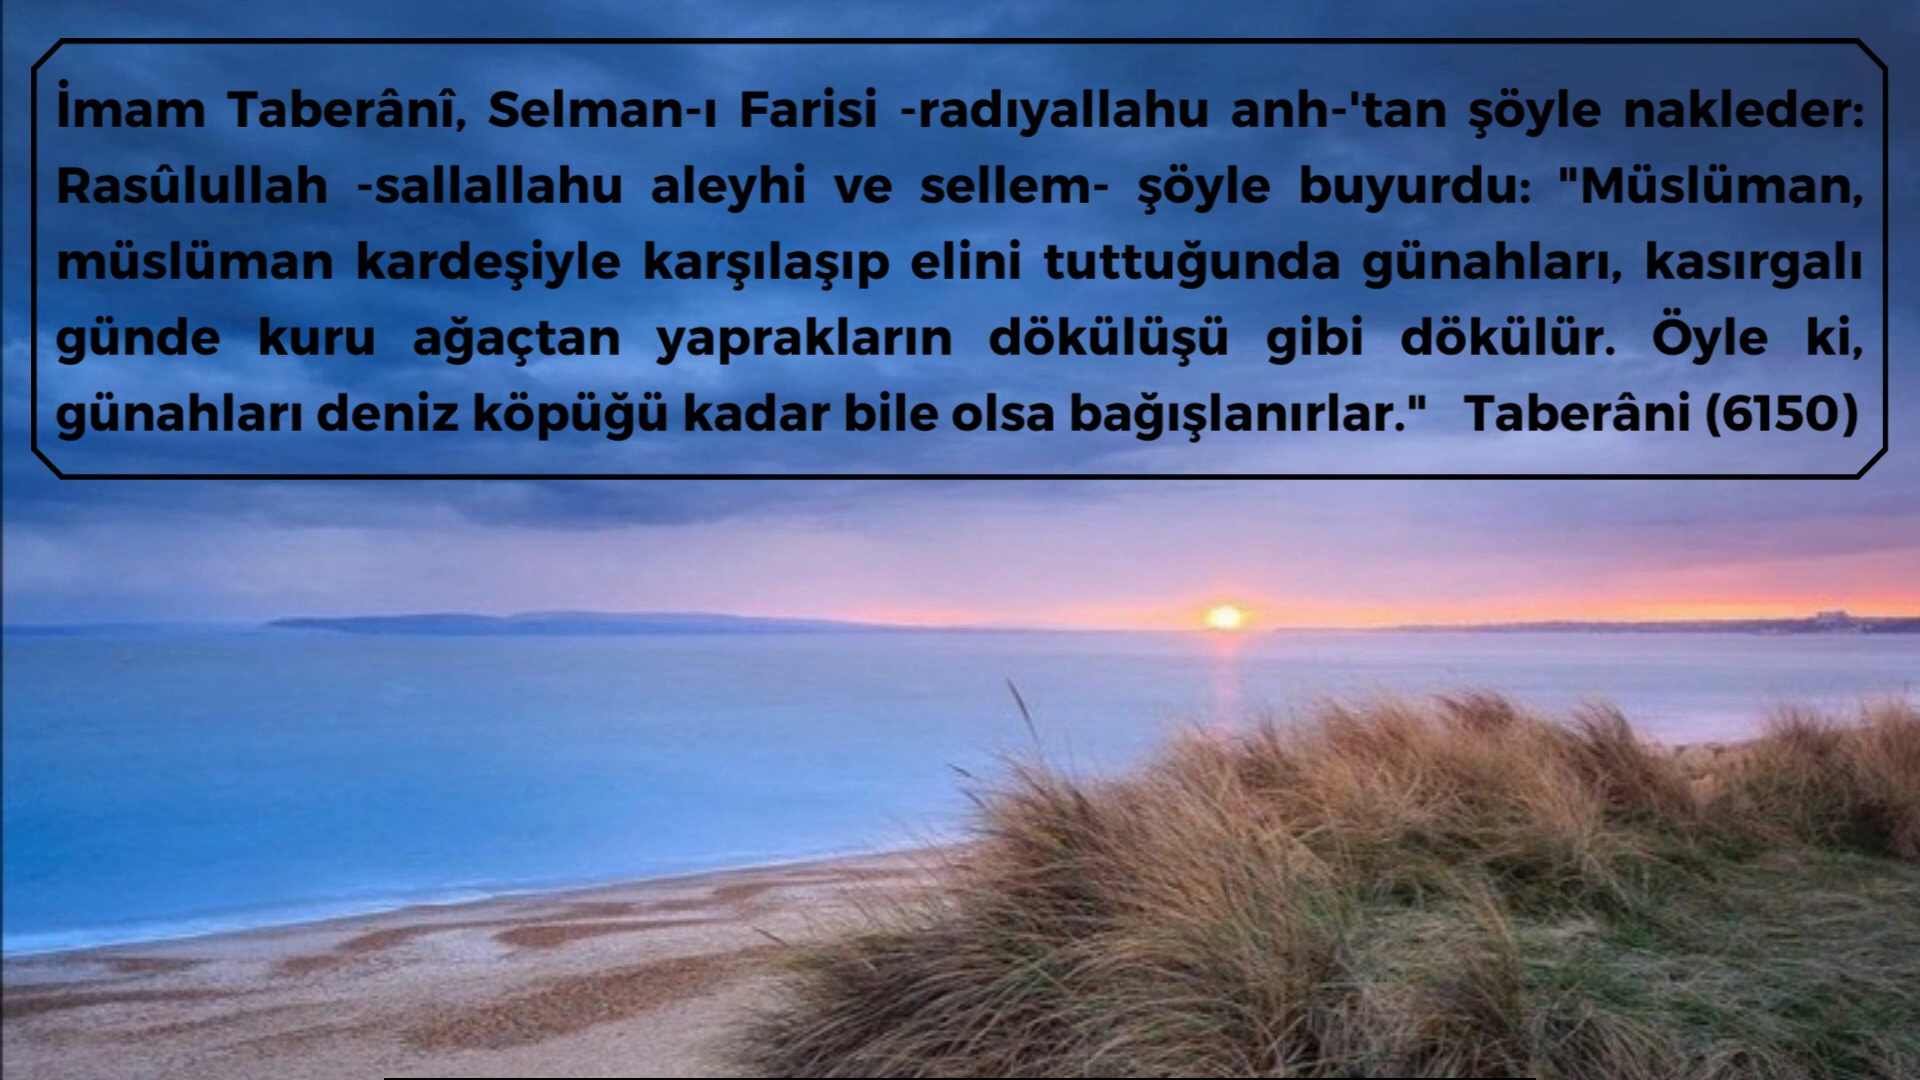 İmam Taberânî, Selman-ı Farisi -radıyallahu anh-'tan şöyle nakleder:
Rasûlullah -sallallahu aleyhi ve sellem- şöyle buyurdu: "Müslüman,
müslüman kardeşiyle karşılaşıp elini tuttuğunda günahları, kasırgalı
günde kuru ağaçtan yaprakların dökülüşü gibi dökülür. Öyle ki,
günahları deniz köpüğü kadar bile olsa bağışlanırlar." Taberâni (6150)